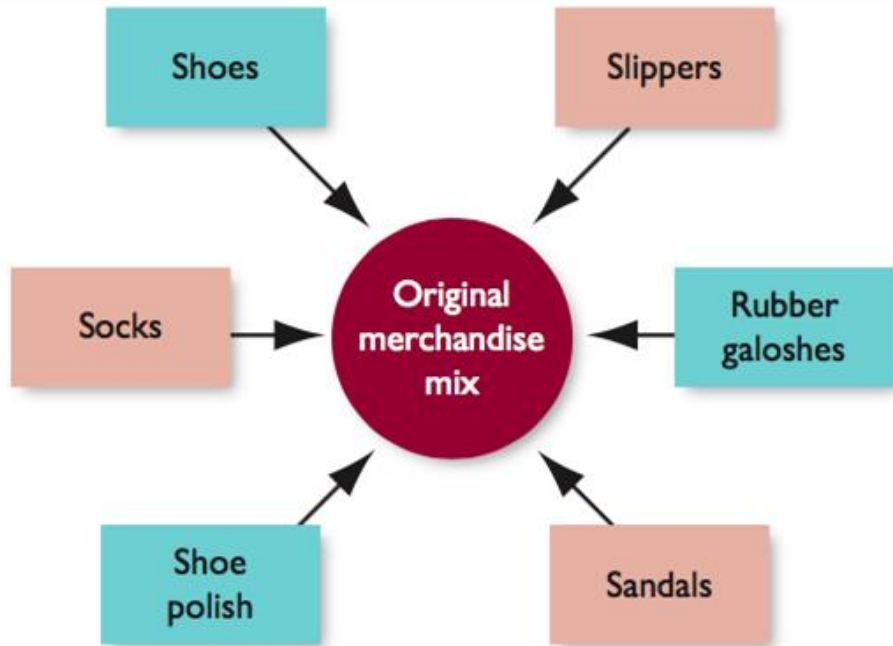 Shoes
Slippers
Socks
Original
merchandise
mix
Rubber
galoshes
Shoe
polish
Sandals